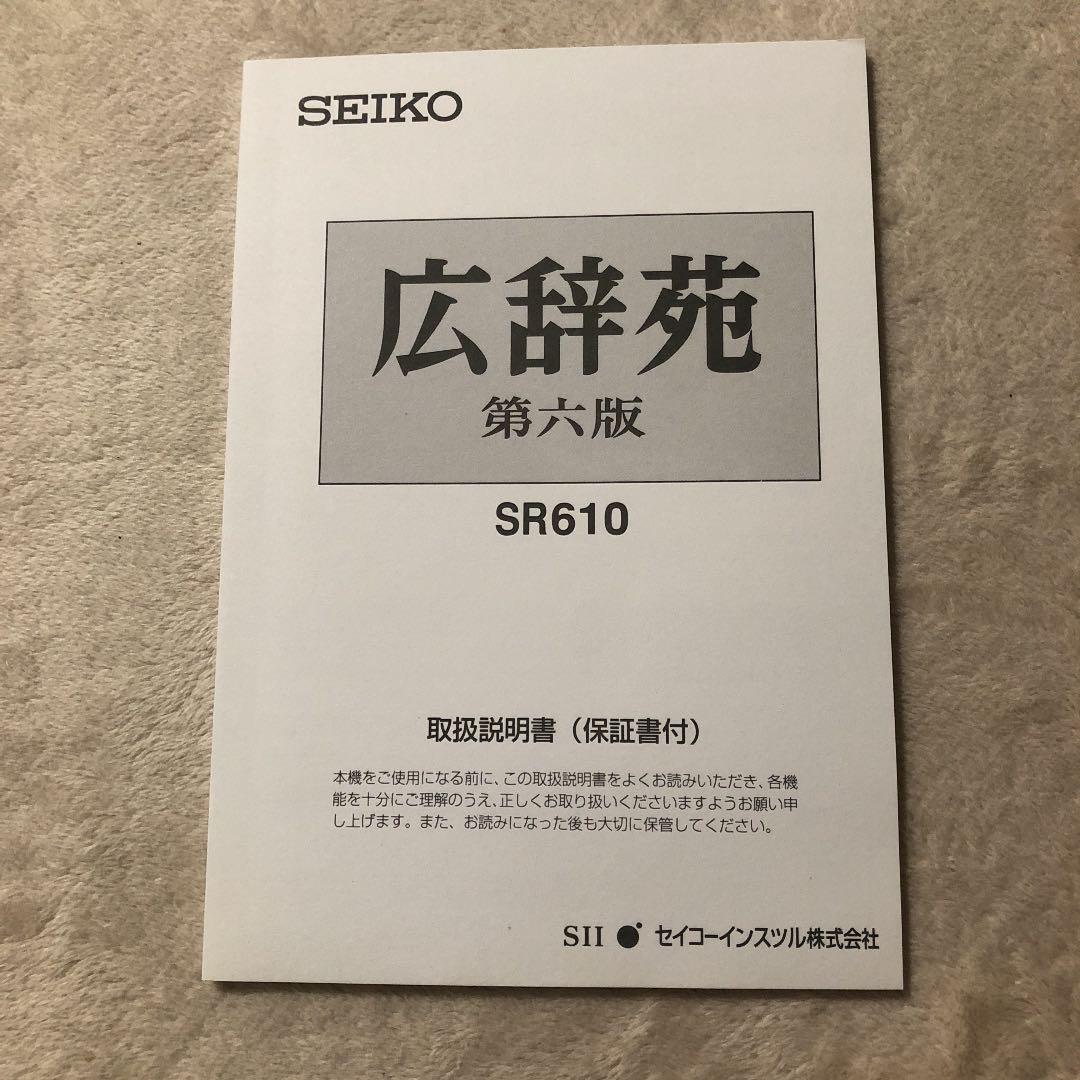 SEIKO
広辞苑
第六版
SR610
取扱説明書（保証書付）
本機をご使用になる前に、この取扱説明書をよくお読みいただき、各機
能を十分にご理解のうえ、正しくお取り扱いくださいますようお願い申
し上げます。また、お読みになった後も大切に保管してください。
SII セイコーインスツル株式会社